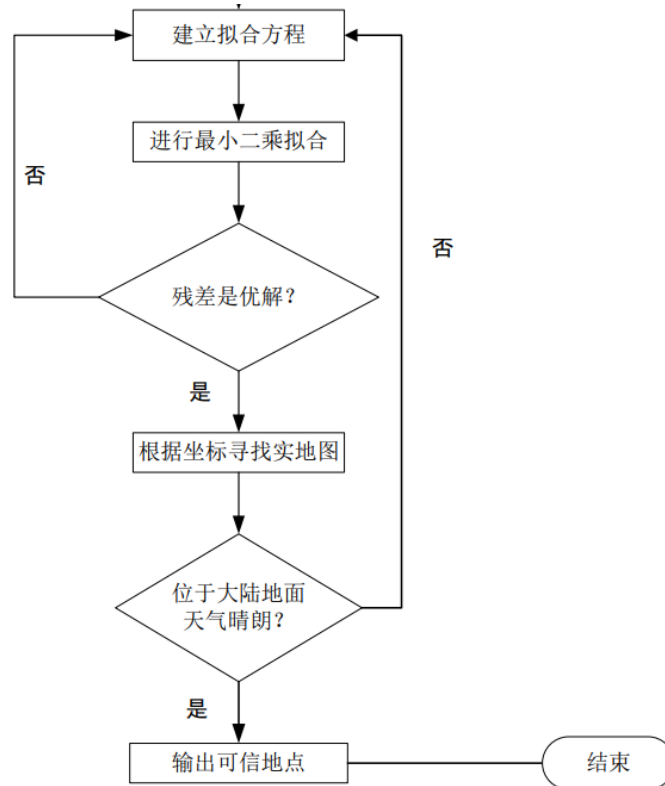 建立拟合方程
进行最小二乘拟合
否
否
残差是优解？
是
根据坐标寻找实地图
位于大陆地面
天气晴朗？
是
输出可信地点
结束